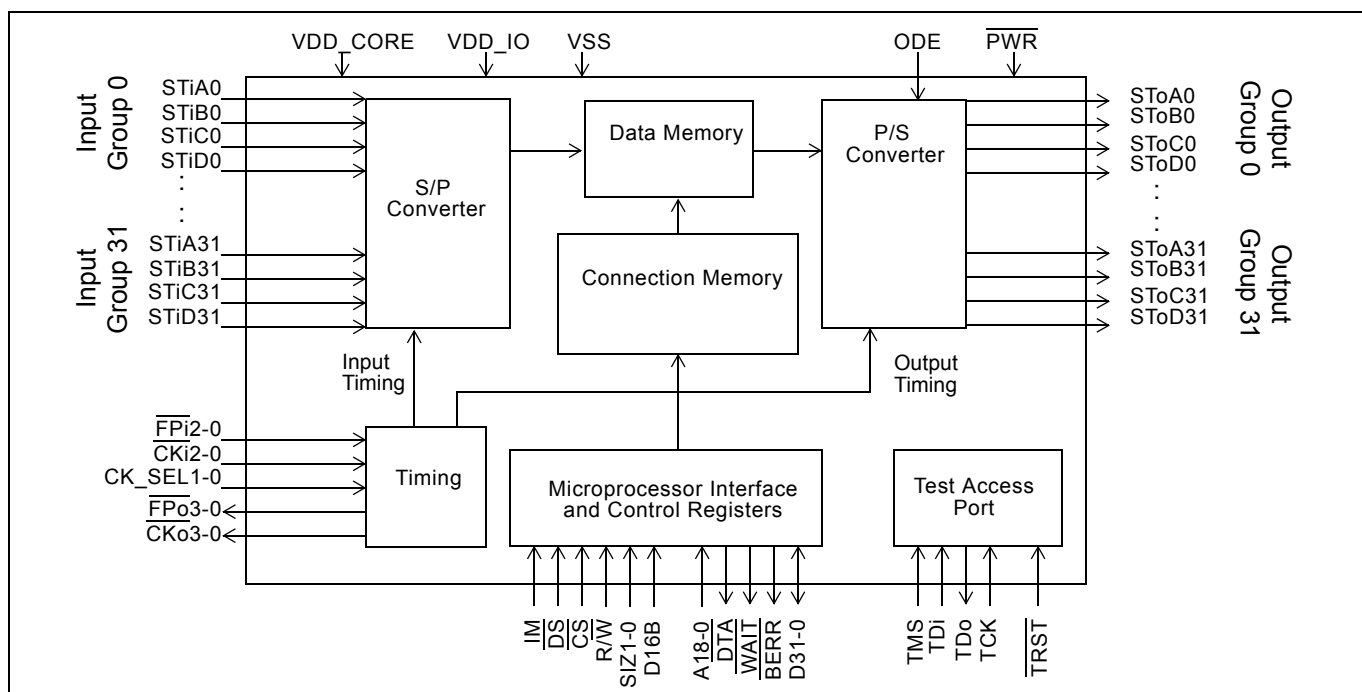 VDD_CORE
VDD_IO
VSS
ODE
PWR
Input
Group 0
STiA0
STiB0
STiC0
STiD0
Input
Group 31
STiA31
STiB31
STiC31
STiD31
S/P
Converter
Data Memory
Connection Memory
P/S
Converter
SToA0
SToB0
SToC0
SToD0
Output
Group 0
SToA31
SToB31
SToC31
SToD31
Output
Group 31
Input
Timing
Output
Timing
FPi2-0
CKi2-0
CK_SEL1-0
FPo3-0
CKo3-0
Timing
Microprocessor Interface
and Control Registers
Test Access
Port
IM
DS
CS
R/W
SIZ1-0
D16B
A18-0
DTA
WAIT
BERR
D31-0
TMS
TDi
TDo
TCK
TRST